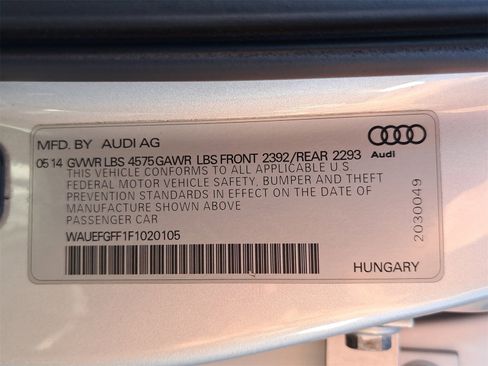 MFD. BY AUDI AG
05 14 GVWR LBS 4575 GAWR LBS FRONT 2392/REAR 2293
Audi
THIS VEHICLE CONFORMS TO ALL APPLICABLE U S
FEDERAL MOTOR VEHICLE SAFETY, BUMPER AND THEFT
PREVENTION STANDARDS IN EFFECT ON THE DATE OF
MANUFACTURE SHOWN ABOVE
PASSENGER CAR
WAUEFGFF1F1020105
2030049
HUNGARY